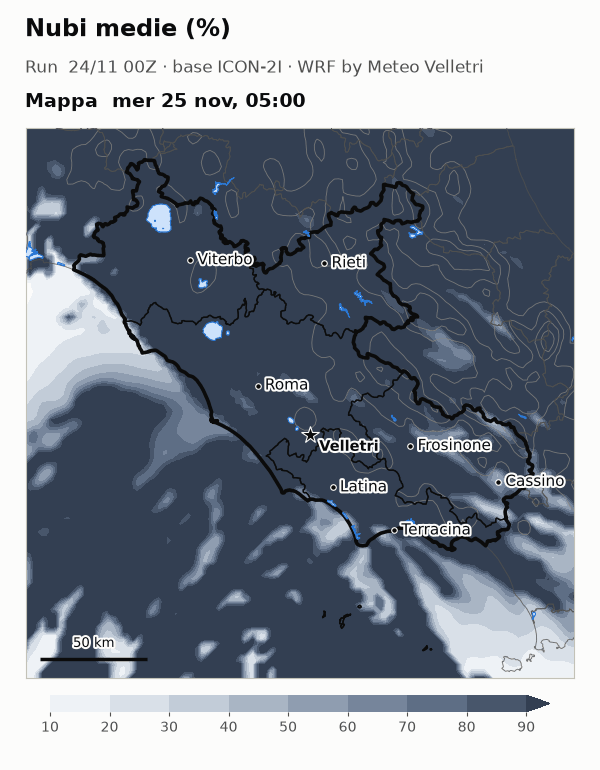 Nubi medie (%)
Run  24/11 00Z · base ICON-2I · WRF by Meteo Velletri
Mappa  mer 25 nov, 05:00
Viterbo
Rieti
Roma
Velletri
Frosinone
Latina
Cassino
Terracina
50 km
10 20 30 40 50 60 70 80 90